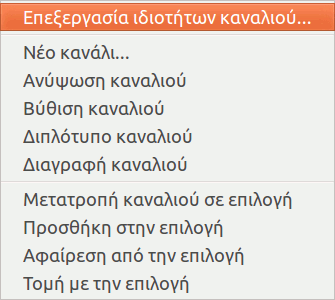 Επεξεργασία ιδιοτήτων καναλιού...
Νέο κανάλι...
Ανύψωση καναλιού
Βύθιση καναλιού
Διπλότυπο καναλιού
Διαγραφή καναλιού
Μετατροπή καναλιού σε επιλογή
Προσθήκη στην επιλογή
Αφαίρεση από την επιλογή
Τομή με την επιλογή